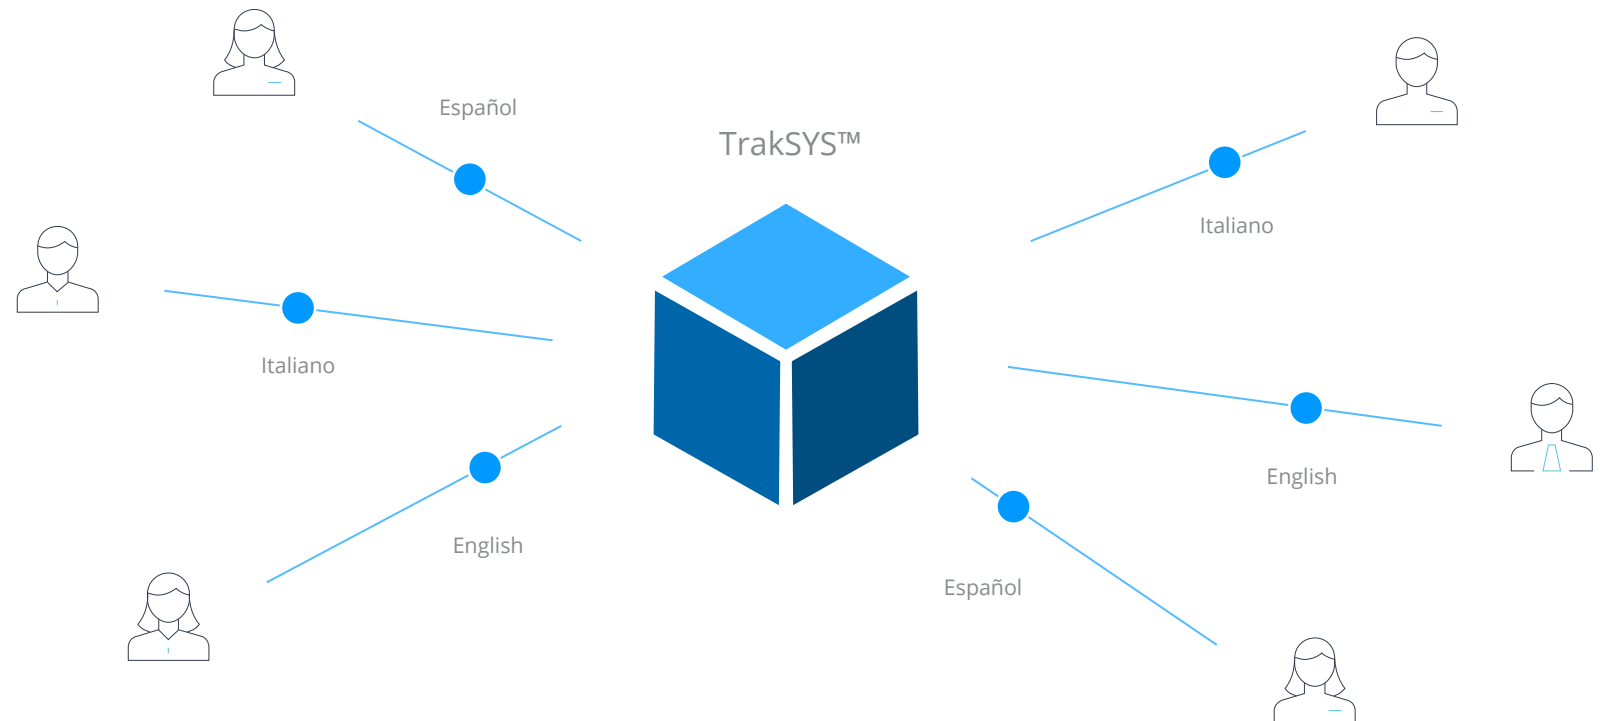 Español
TrakSYS™
Italiano
Italiano
English
English
Español